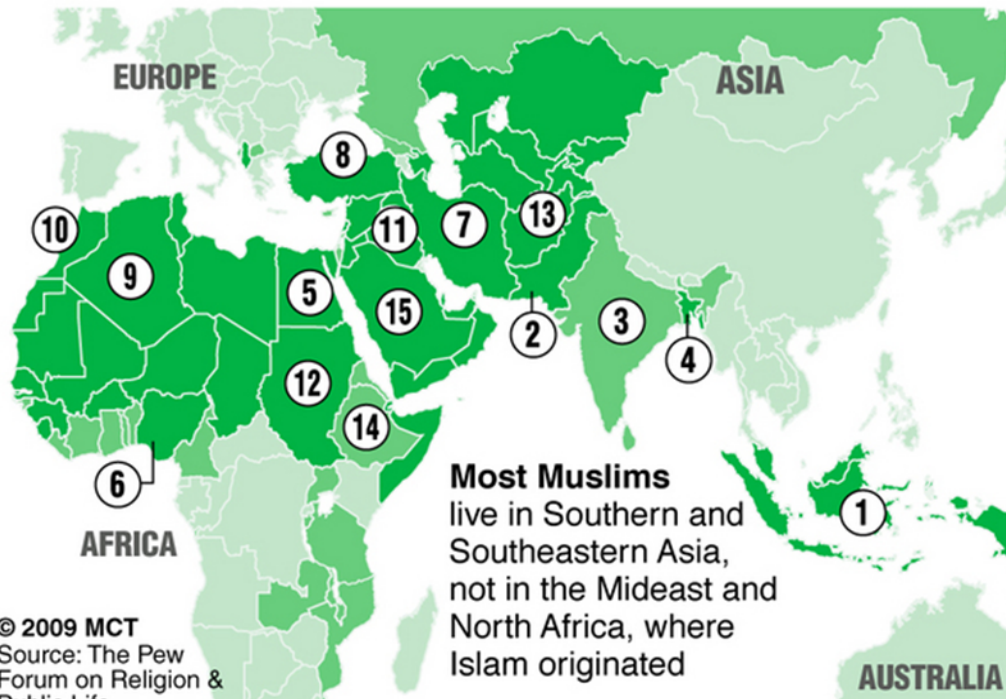 EUROPE
ASIA
8
10
11
7
13
9
5
15
3
2
4
12
14
6
1
AFRICA
Most Muslims
live in Southern and
Southeastern Asia,
not in the Mideast and
North Africa, where
Islam originated
© 2009 MCT
Source: The Pew
Forum on Religion &
AUSTRALIA